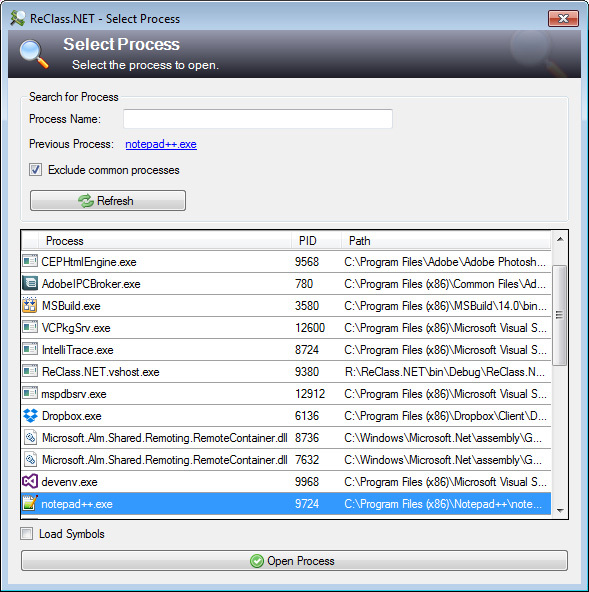 ReClass.NET - Select Process
Select Process
Select the process to open.
Search for Process
Process Name:
Previous Process: notepad++.exe
Exclude common processes
Refresh
Process PID Path
CEPHtmlEngine.exe 9568 C:\Program Files\Adobe\Adobe Photosh...
AdobeIPCBroker.exe 780 C:\Program Files (x86)\Common Files\Ad...
MSBuild.exe 3580 C:\Program Files (x86)\MSBuild\14.0\bin...
VCPkgSrv.exe 12600 C:\Program Files (x86)\Microsoft Visual S...
IntelliTrace.exe 8724 C:\Program Files (x86)\Microsoft Visual S...
ReClass.NET.vshost.exe 9380 R:\ReClass.NET\bin\Debug\ReClass.N...
mspdbsrv.exe 12912 C:\Program Files (x86)\Microsoft Visual S...
Dropbox.exe 6136 C:\Program Files (x86)\Dropbox\Client\D...
Microsoft.Alm.Shared.Remoting.RemoteContainer.dll 8736 C:\Windows\Microsoft.Net\assembly\G...
Microsoft.Alm.Shared.Remoting.RemoteContainer.dll 7632 C:\Windows\Microsoft.Net\assembly\G...
devenv.exe 9968 C:\Program Files (x86)\Microsoft Visual S...
notepad++.exe 9724 C:\Program Files (x86)\Notepad++\note...
Load Symbols
Open Process